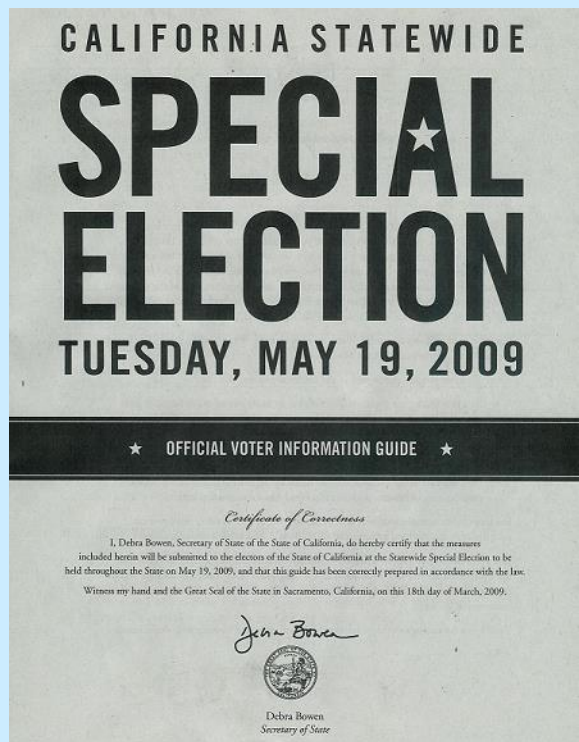 CALIFORNIA STATEWIDE
SPECIAL
ELECTION
TUESDAY, MAY 19, 2009
★ OFFICIAL VOTER INFORMATION GUIDE ★
Certificate of Correctness
I, Debra Bowen, Secretary of State of the State of California, do hereby certify that the measures
included herein will be submitted to the electors of the State of California at the Statewide Special Election to be
held throughout the State on May 19, 2009, and that this guide has been correctly prepared in accordance with the law.
Witness my hand and the Great Seal of the State in Sacramento, California, on this 18th day of March, 2009.
Debra Bowen
Debra Bowen
Secretary of State